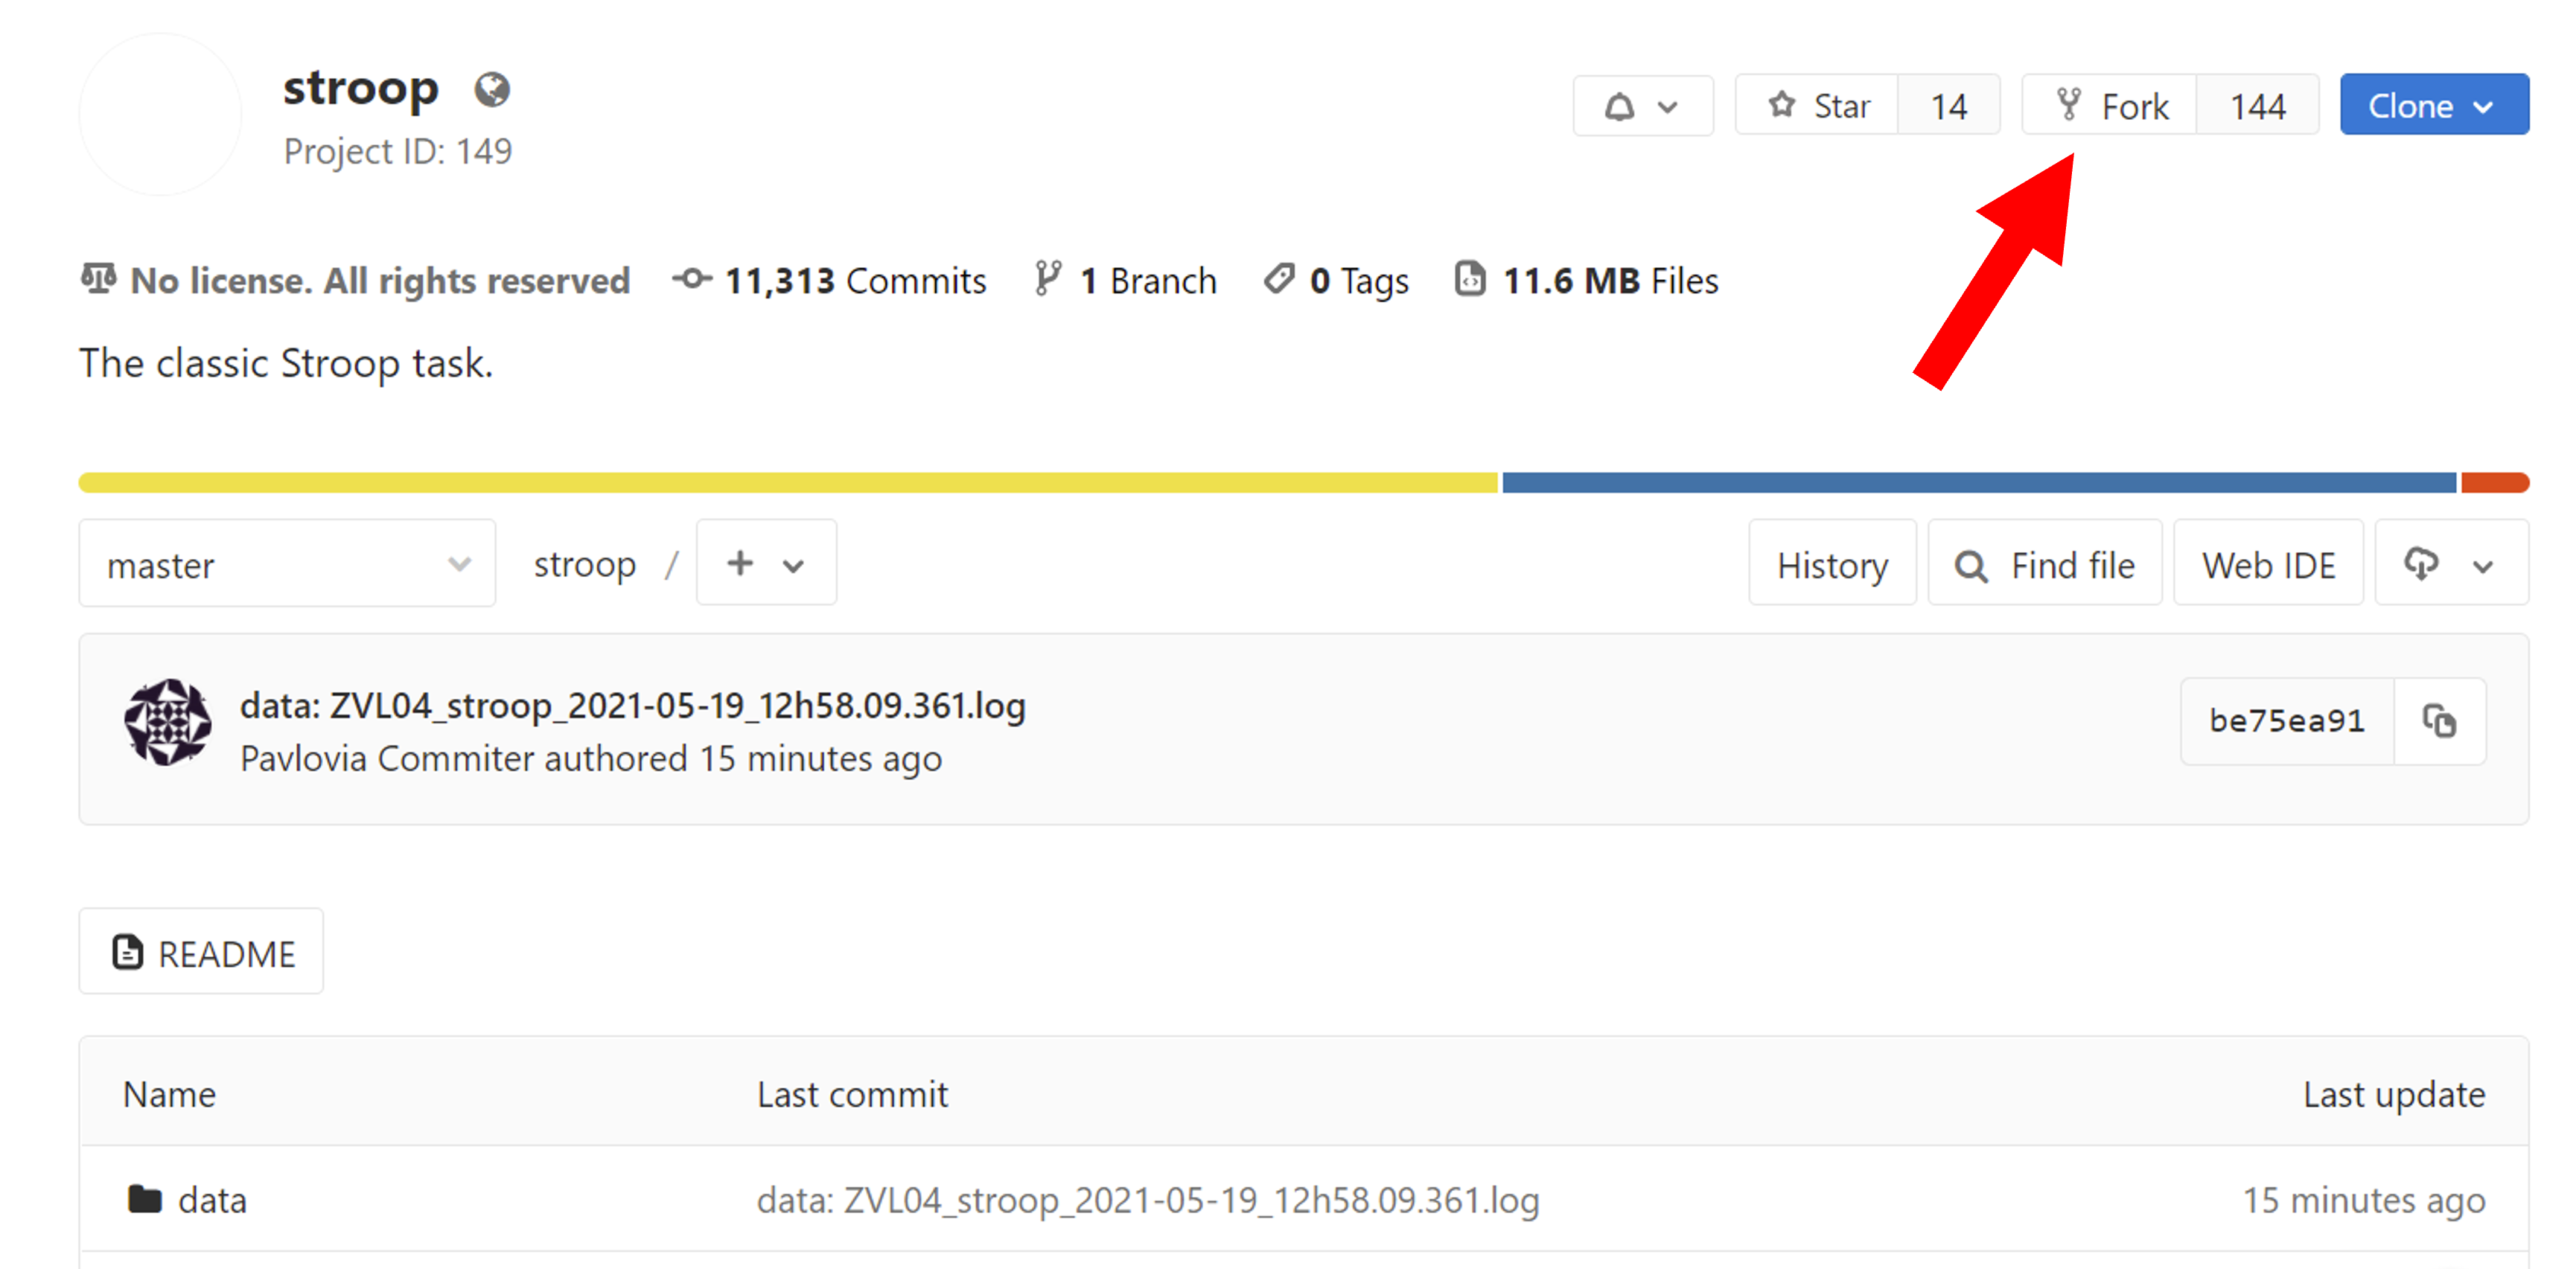 stroop
Project ID: 149
Star 14 Fork 144 Clone
No license. All rights reserved 11,313 Commits 1 Branch 0 Tags 11.6 MB Files
The classic Stroop task.
master stroop / + History Find file Web IDE
data: ZVL04_stroop_2021-05-19_12h58.09.361.log
Pavlovia Commiter authored 15 minutes ago
be75ea91
README
Name Last commit Last update
data data: ZVL04_stroop_2021-05-19_12h58.09.361.log 15 minutes ago